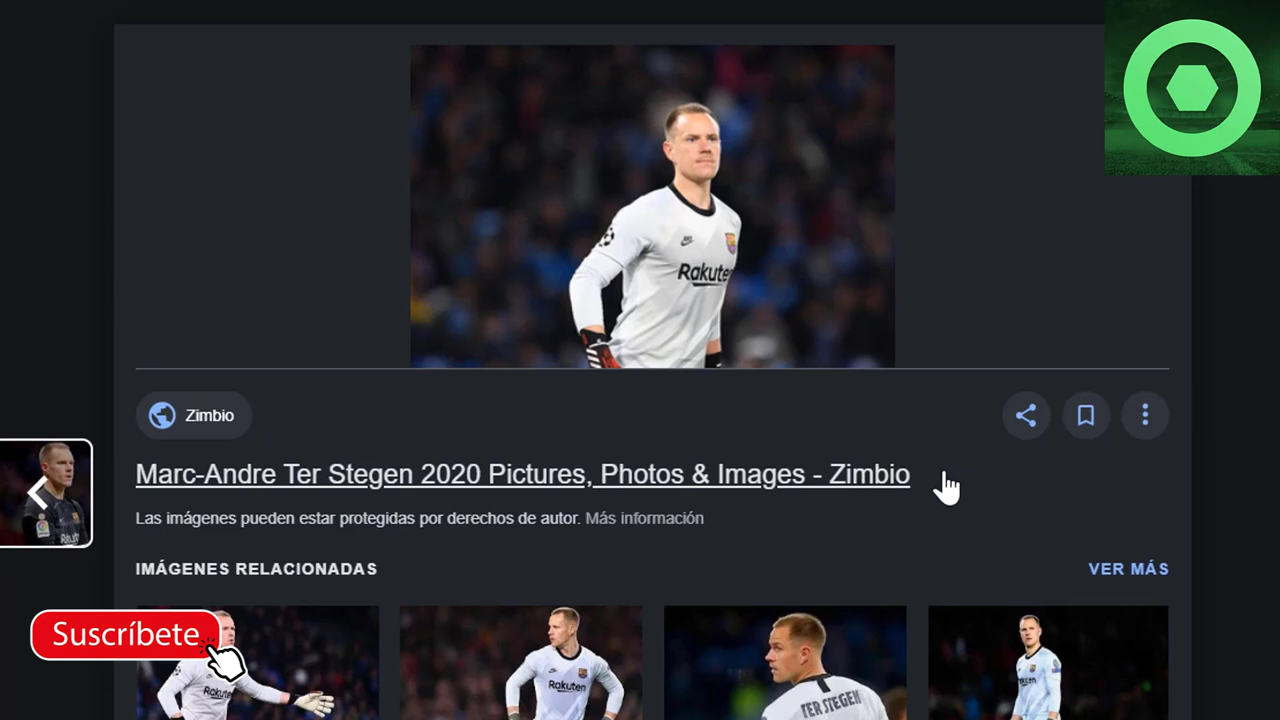 Rakuten
Zimbio
Marc-Andre Ter Stegen 2020 Pictures, Photos & Images - Zimbio
Las imágenes pueden estar protegidas por derechos de autor. Más información
IMÁGENES RELACIONADAS
VER MÁS
Suscríbete
Rakuten
TER STEGEN